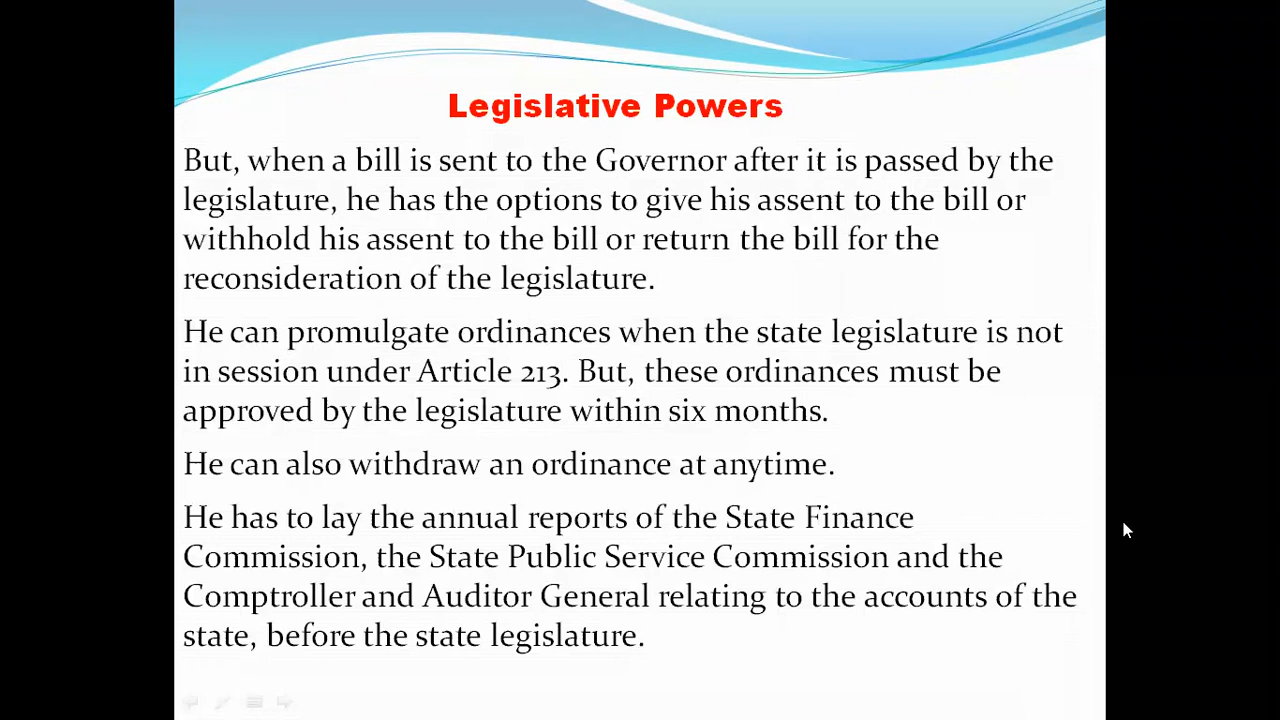 Legislative Powers
But, when a bill is sent to the Governor after it is passed by the
legislature, he has the options to give his assent to the bill or
withhold his assent to the bill or return the bill for the
reconsideration of the legislature.
He can promulgate ordinances when the state legislature is not
in session under Article 213. But, these ordinances must be
approved by the legislature within six months.
He can also withdraw an ordinance at anytime.
He has to lay the annual reports of the State Finance
Commission, the State Public Service Commission and the
Comptroller and Auditor General relating to the accounts of the
state, before the state legislature.